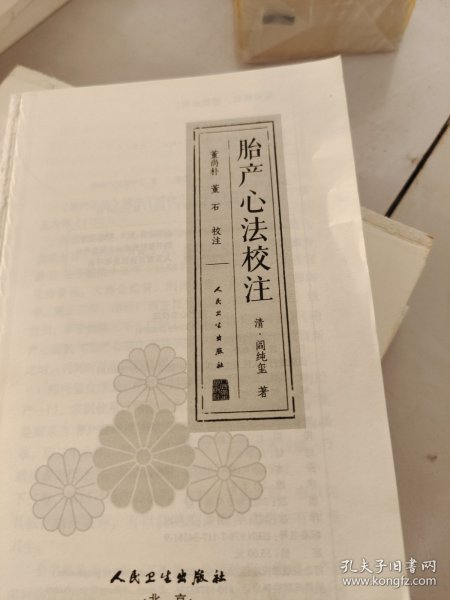 胎产心法校注
清·阎纯玺 著
董尚朴 董石 校注
人民卫生出版社
人民卫生出版社
·北京·
孔夫子旧书网
www.kongfz.com